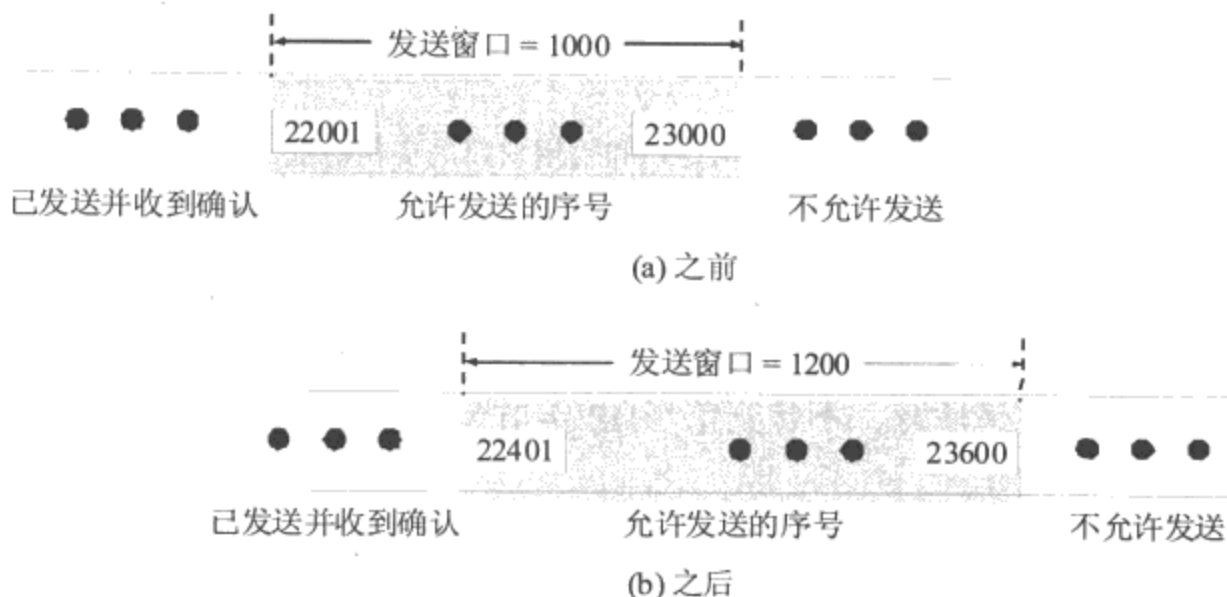 发送窗口 = 1000
22001
23000
已发送并收到确认
允许发送的序号
不允许发送
(a) 之前
发送窗口 = 1200
22401
23600
已发送并收到确认
允许发送的序号
不允许发送
(b) 之后